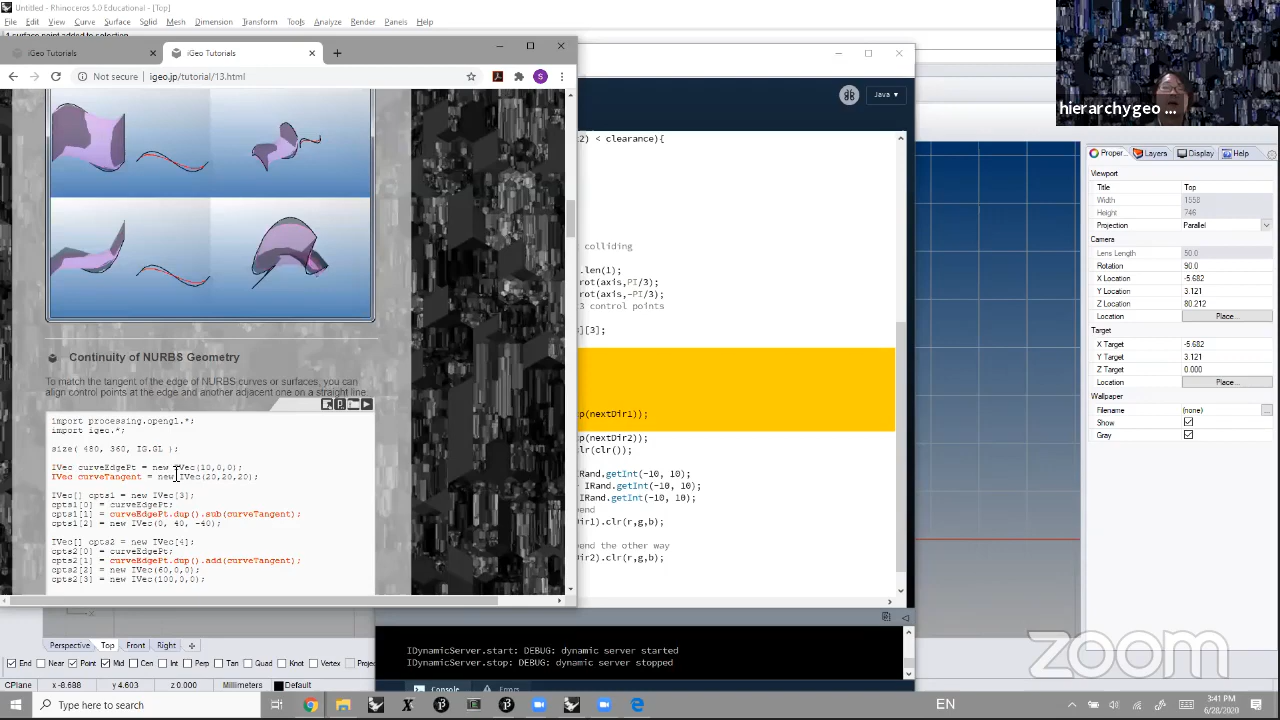 Untitled - Rhinoceros 5.0 Educational - [Top]
File Edit View Curve Surface Solid Mesh Dimension Transform Tools Analyze Render Panels Help
iGeo Tutorials
iGeo Tutorials
Not secure igeo.jp/tutorial/13.html
S
Java
hierarchygeo ...
Continuity of NURBS Geometry
To match the tangent of the edge of NURBS curves or surfaces, you can
align control points at the edge and another adjacent one on a straight line
import processing.opengl.*;
import igeo.*;
size( 480, 360, IG.GL );
IVec curveEdgePt = new IVec(10,0,0);
IVec curveTangent = new IVec(20,20,20);
IVec[] cpts1 = new IVec[3];
cpts1[0] = curveEdgePt;
cpts1[1] = curveEdgePt.dup().sub(curveTangent);
cpts1[2] = new IVec(0, 40, -40);
IVec[] cpts2 = new IVec[4];
cpts2[0] = curveEdgePt;
cpts2[1] = curveEdgePt.dup().add(curveTangent);
cpts2[2] = new IVec(60,0,0);
cpts2[3] = new IVec(100,0,0);
2) < clearance){
colliding
.len(1);
rot(axis,PI/3);
rot(axis,-PI/3);
3 control points
][3];
p(nextDir1));
p(nextDir2));
clr(clr());
IRand.getInt(-10, 10);
IRand.getInt(-10, 10);
IRand.getInt(-10, 10);
end
Dir1).clr(r,g,b);
end the other way
Dir2).clr(r,g,b);
IDynamicServer.start: DEBUG: dynamic server started
IDynamicServer.stop: DEBUG: dynamic server stopped
Console Errors
Proper... Layers Display Help
Viewport
Title Top
Width 1558
Height 746
Projection Parallel
Camera
Lens Length 50.0
Rotation 90.0
X Location -5.682
Y Location 3.121
Z Location 80.212
Location Place...
Target
X Target -5.682
Y Target 3.121
Z Target 0.000
Location Place...
Wallpaper
Filename (none)
Show
Gray
zoom
Perspective Top Front Right
End Near Point Mid Cen Int Perp Tan Quad Knot Vertex Project
CPlane x-6.064 y 4.603 z 0.000 Millimeters Default
Type here to search
EN
3:41 PM
6/28/2020